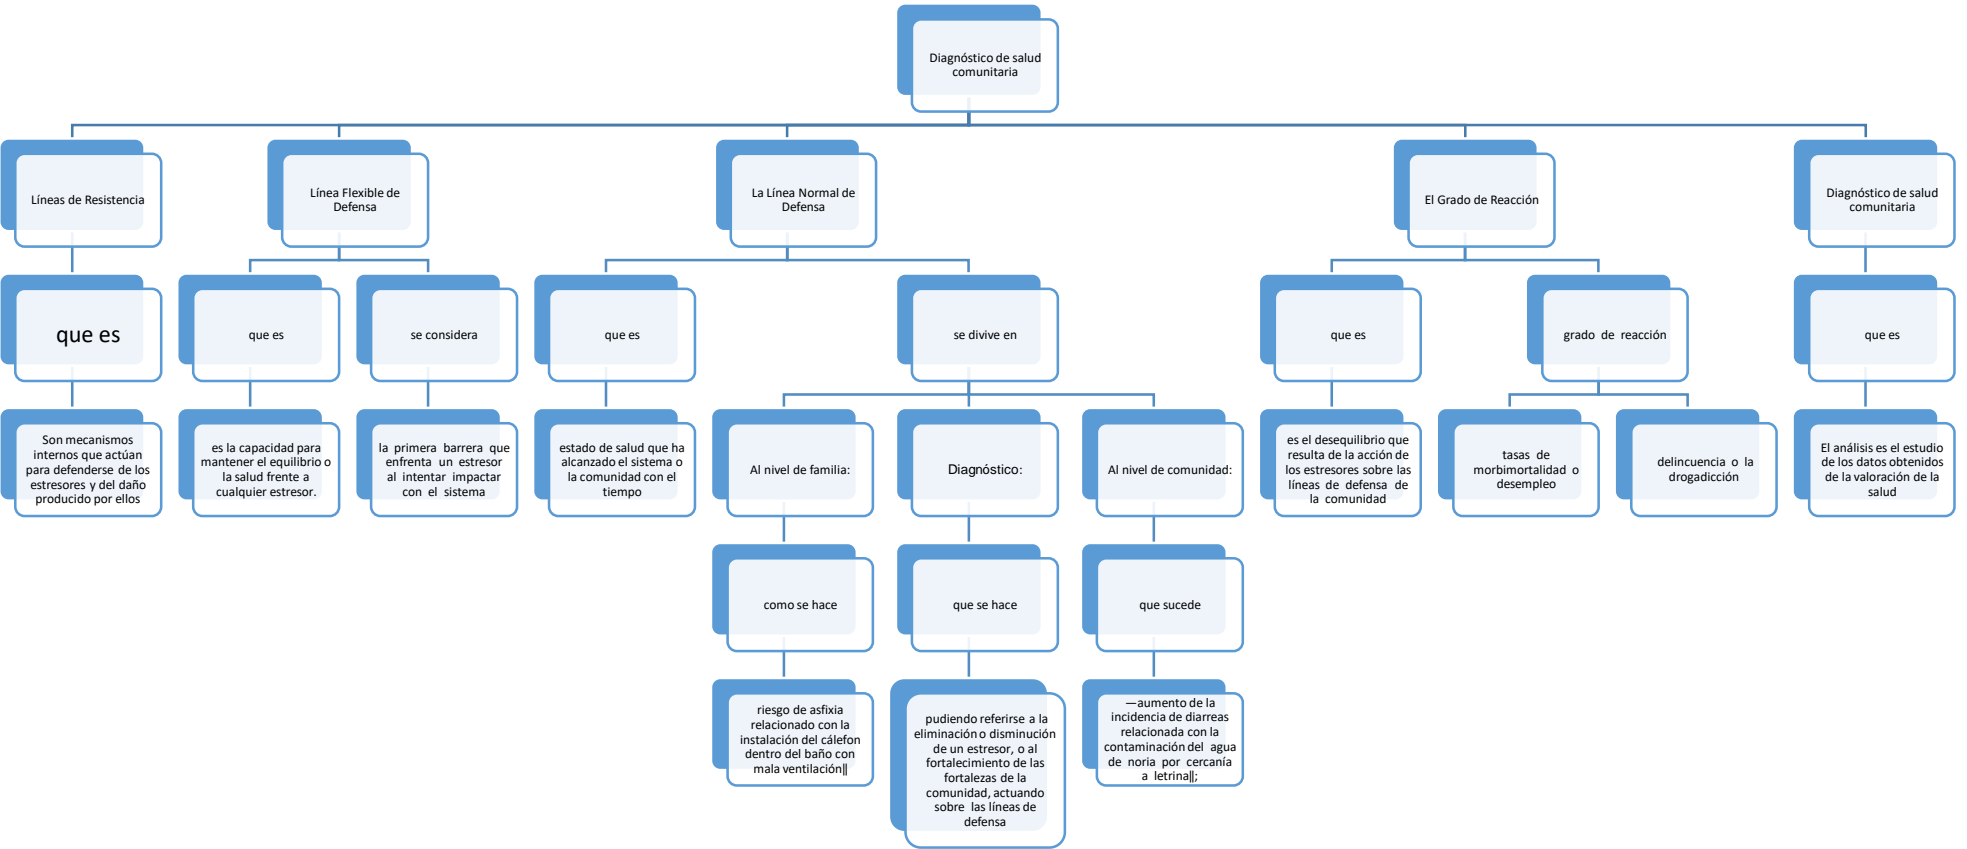 Diagnóstico de salud
comunitaria
Líneas de Resistencia
Línea Flexible de
Defensa
La Línea Normal de
Defensa
El Grado de Reacción
Diagnóstico de salud
comunitaria
que es
que es
se considera
que es
se divive en
que es
grado de reacción
que es
Son mecanismos
internos que actúan
para defenderse de los
estresores y del daño
producido por ellos
es la capacidad para
mantener el equilibrio o
la salud frente a
cualquier estresor.
la primera barrera que
enfrenta un estresor
al intentar impactar
con el sistema
estado de salud que ha
alcanzado el sistema o
la comunidad con el
tiempo
Al nivel de familia:
Diagnóstico:
Al nivel de comunidad:
es el desequilibrio que
resulta de la acción de
los estresores sobre las
líneas de defensa de
la comunidad
tasas de
morbimortalidad o
desempleo
delincuencia o la
drogadicción
El análisis es el estudio
de los datos obtenidos
de la valoración de la
salud
como se hace
que se hace
que sucede
riesgo de asfixia
relacionado con la
instalación del cálefon
dentro del baño con
mala ventilación‖
pudiendo referirse a la
eliminación o disminución
de un estresor, o al
fortalecimiento de las
fortalezas de la
comunidad, actuando
sobre las líneas de
defensa
―aumento de la
incidencia de diarreas
relacionada con la
contaminación del agua
de noria por cercanía
a letrina‖;